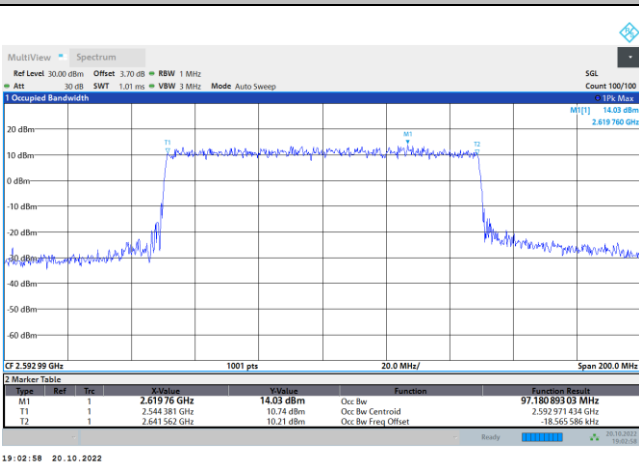 MultiView Spectrum
Ref Level 30.00 dBm Offset 3.70 dB RBW 1 MHz SGL
Att 30 dB SWT 1.01 ms VBW 3 MHz Mode Auto Sweep Count 100/100
1 Occupied Bandwidth 1Pk Max
M1[1] 14.03 dBm
2.619 760 GHz
20 dBm
M1
T1
T2
10 dBm
0 dBm
-10 dBm
-20 dBm
-30 dBm
-40 dBm
-50 dBm
-60 dBm
CF 2.592 99 GHz 1001 pts 20.0 MHz/ Span 200.0 MHz
2 Marker Table
Type Ref Trc X-Value Y-Value Function Function Result
M1 1 2.619 76 GHz 14.03 dBm Occ Bw 97.180 893 03 MHz
T1 1 2.544 381 GHz 10.74 dBm Occ Bw Centroid 2.592 971 434 GHz
T2 1 2.641 562 GHz 10.21 dBm Occ Bw Freq Offset -18.565 586 kHz
Ready 20.10.2022
19:02:58
19:02:58 20.10.2022